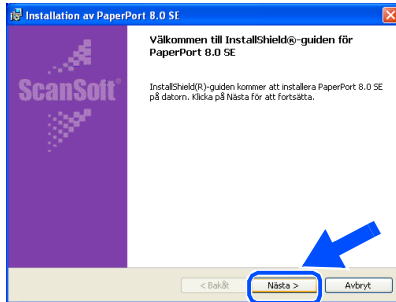 Installation av PaperPort 8.0 SE
Välkommen till InstallShield®-guiden för
PaperPort 8.0 SE
ScanSoft®
InstallShield(R)-guiden kommer att installera PaperPort 8.0 SE
på datorn. Klicka på Nästa för att fortsätta.
< Bakåt Nästa > Avbryt